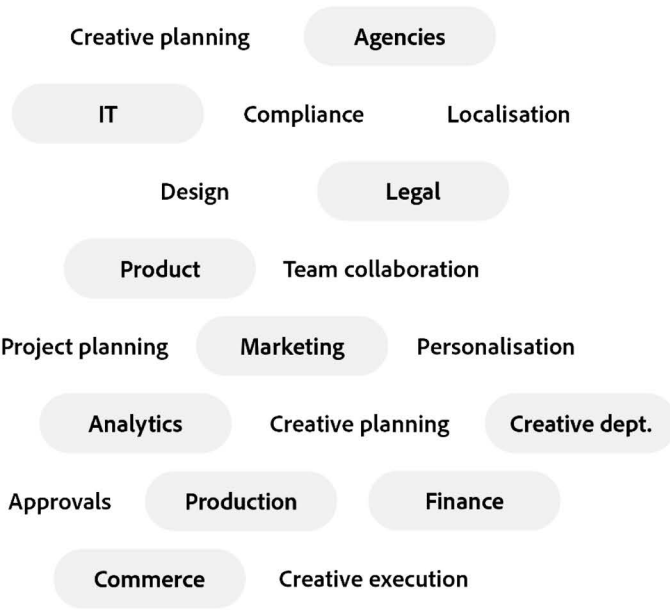 Creative planning Agencies
IT Compliance Localisation
Design Legal
Product Team collaboration
Project planning Marketing Personalisation
Analytics Creative planning Creative dept.
Approvals Production Finance
Commerce Creative execution